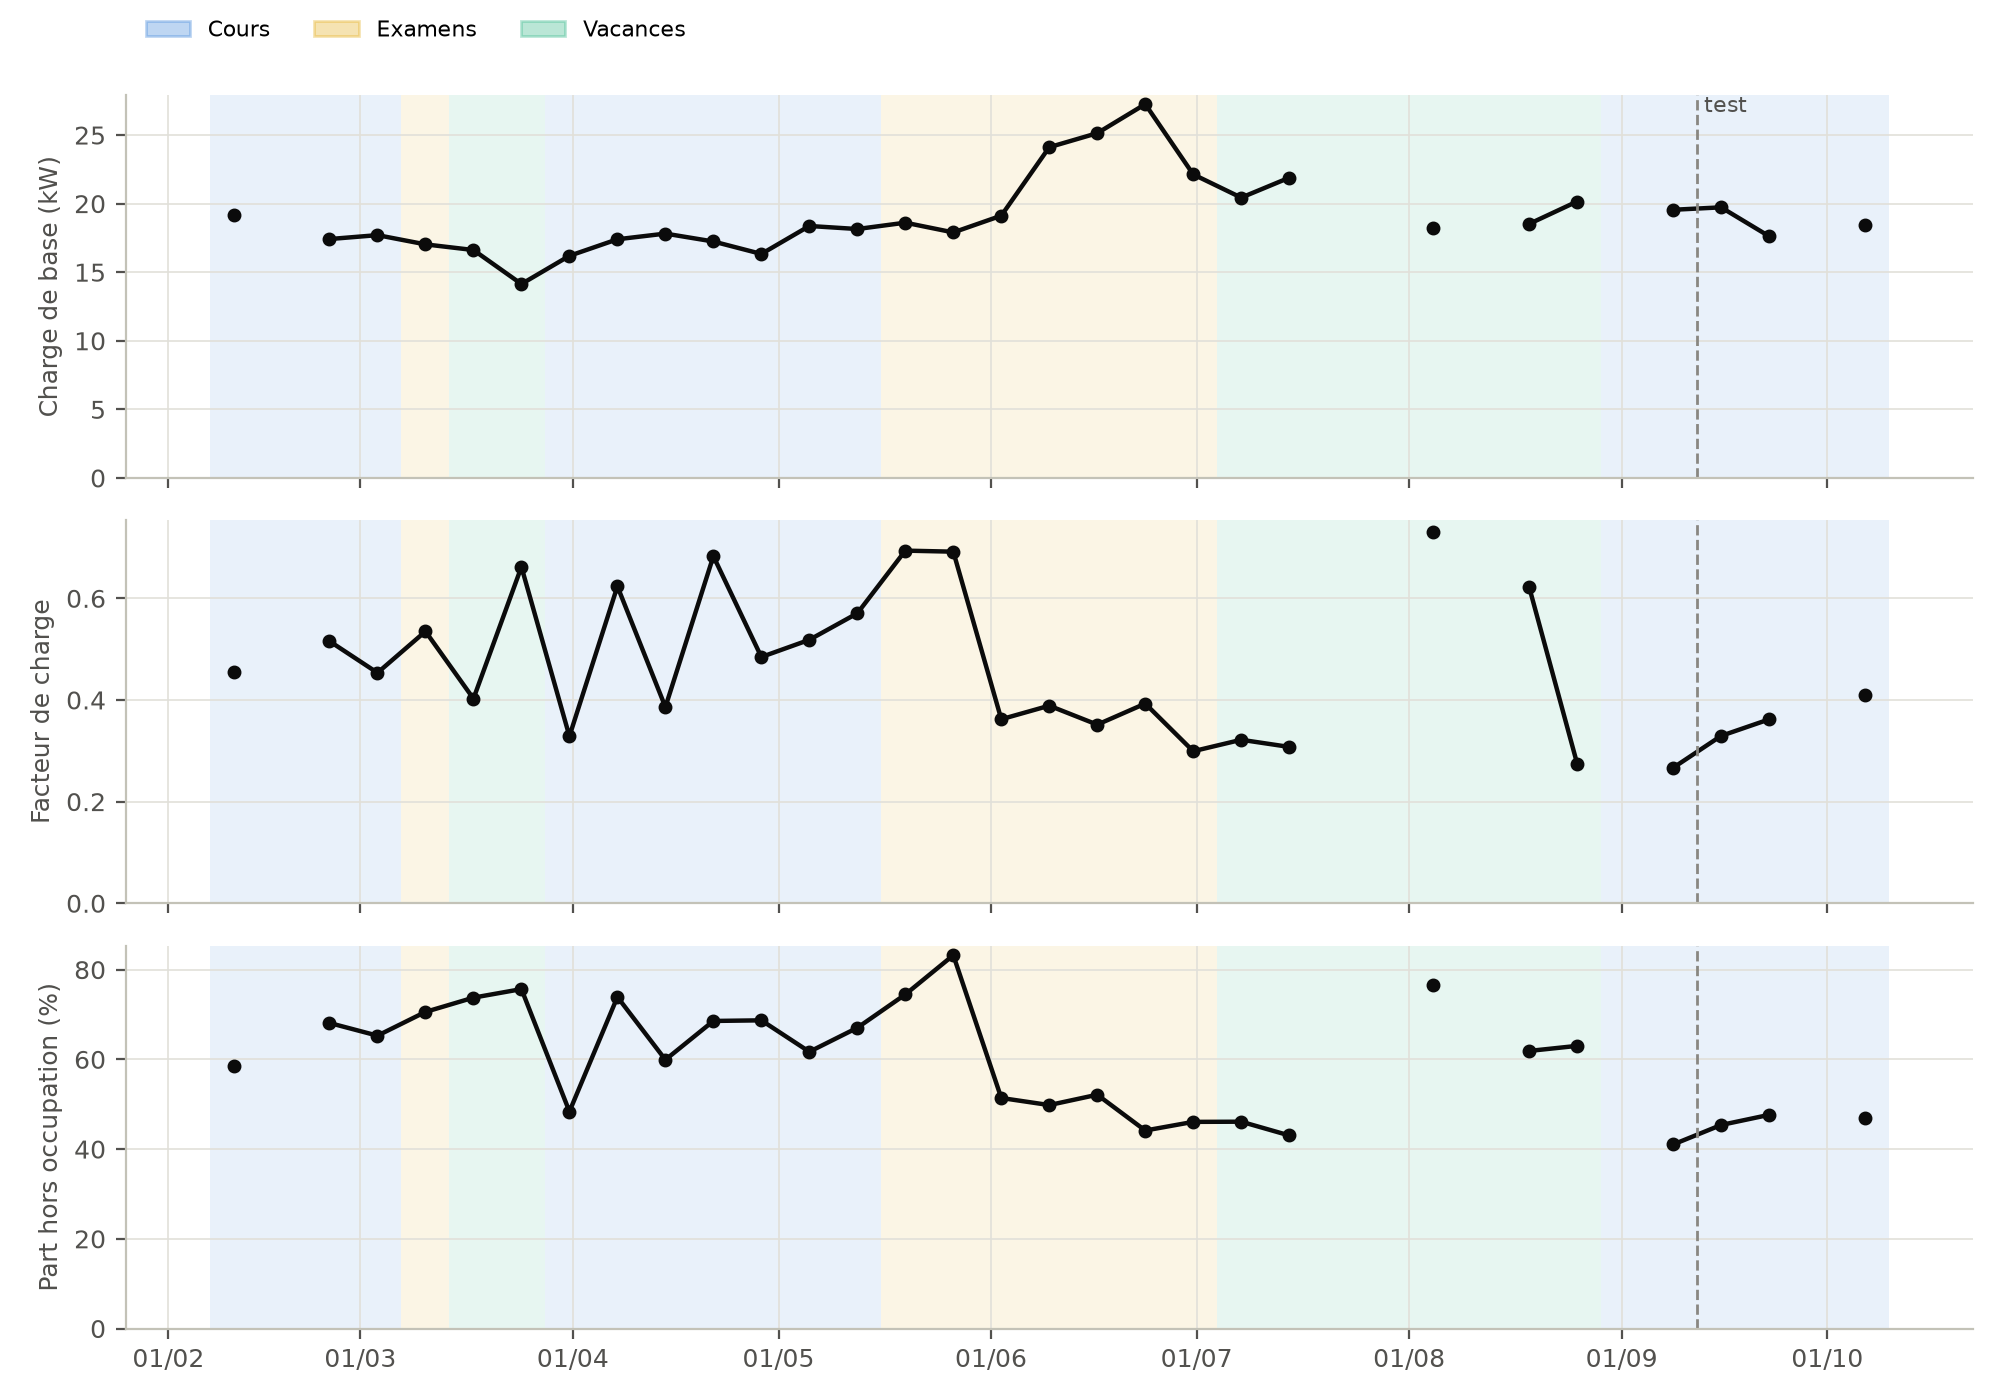 Cours Examens Vacances
test
Charge de base (kW)
25
20
15
10
5
0
Facteur de charge
0.6
0.4
0.2
0.0
Part hors occupation (%)
80
60
40
20
0
01/02 01/03 01/04 01/05 01/06 01/07 01/08 01/09 01/10